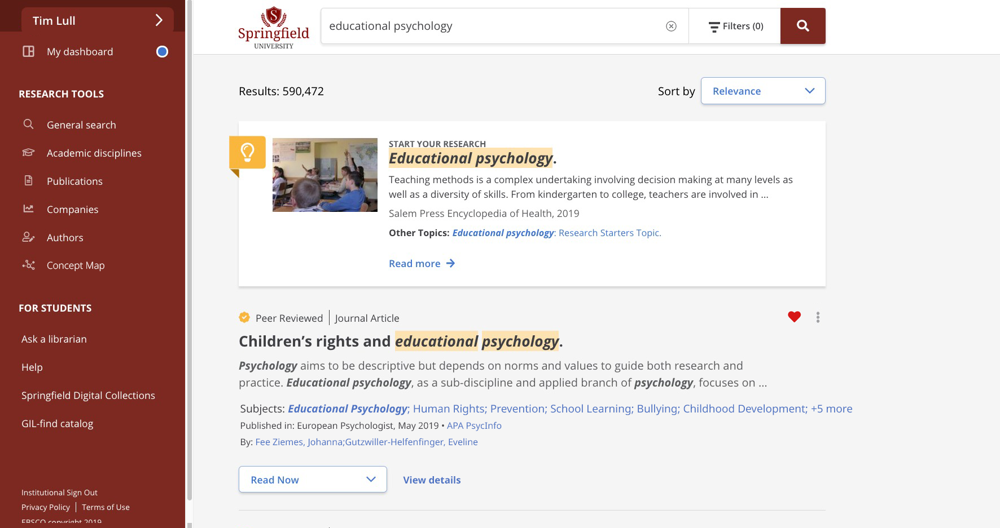 Tim Lull
My dashboard
RESEARCH TOOLS
General search
Academic disciplines
Publications
Companies
Authors
Concept Map
FOR STUDENTS
Ask a librarian
Help
Springfield Digital Collections
GIL-find catalog
Institutional Sign Out
Privacy Policy | Terms of Use
EBSCO copyright 2019
S
Springfield
UNIVERSITY
educational psychology
Filters (0)
Results: 590,472
Sort by
Relevance
START YOUR RESEARCH
Educational psychology.
Teaching methods is a complex undertaking involving decision making at many levels as
well as a diversity of skills. From kindergarten to college, teachers are involved in ...
Salem Press Encyclopedia of Health, 2019
Other Topics: Educational psychology: Research Starters Topic.
Read more
Peer Reviewed | Journal Article
Children’s rights and educational psychology.
Psychology aims to be descriptive but depends on norms and values to guide both research and
practice. Educational psychology, as a sub-discipline and applied branch of psychology, focuses on ...
Subjects: Educational Psychology; Human Rights; Prevention; School Learning; Bullying; Childhood Development; +5 more
Published in: European Psychologist, May 2019 • APA PsycInfo
By: Fee Ziemes, Johanna;Gutzwiller-Helfenfinger, Eveline
Read Now
View details